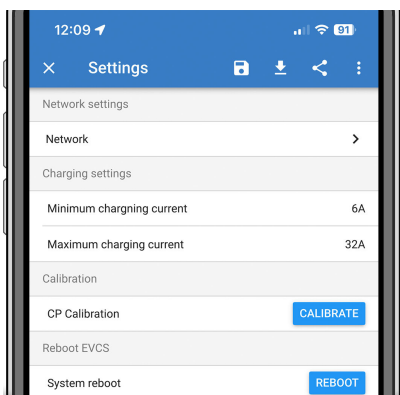 12:09
91
Settings
Network settings
Network
Charging settings
Minimum chargning current
6A
Maximum charging current
32A
Calibration
CP Calibration
CALIBRATE
Reboot EVCS
System reboot
REBOOT